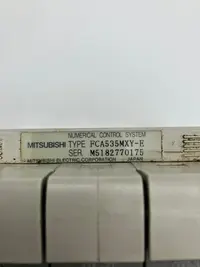 NUMERICAL CONTROL SYSTEM
MITSUBISHI TYPE FCA535MXY-E
SER. M5182770175
MITSUBISHI ELECTRIC CORPORATION JAPAN